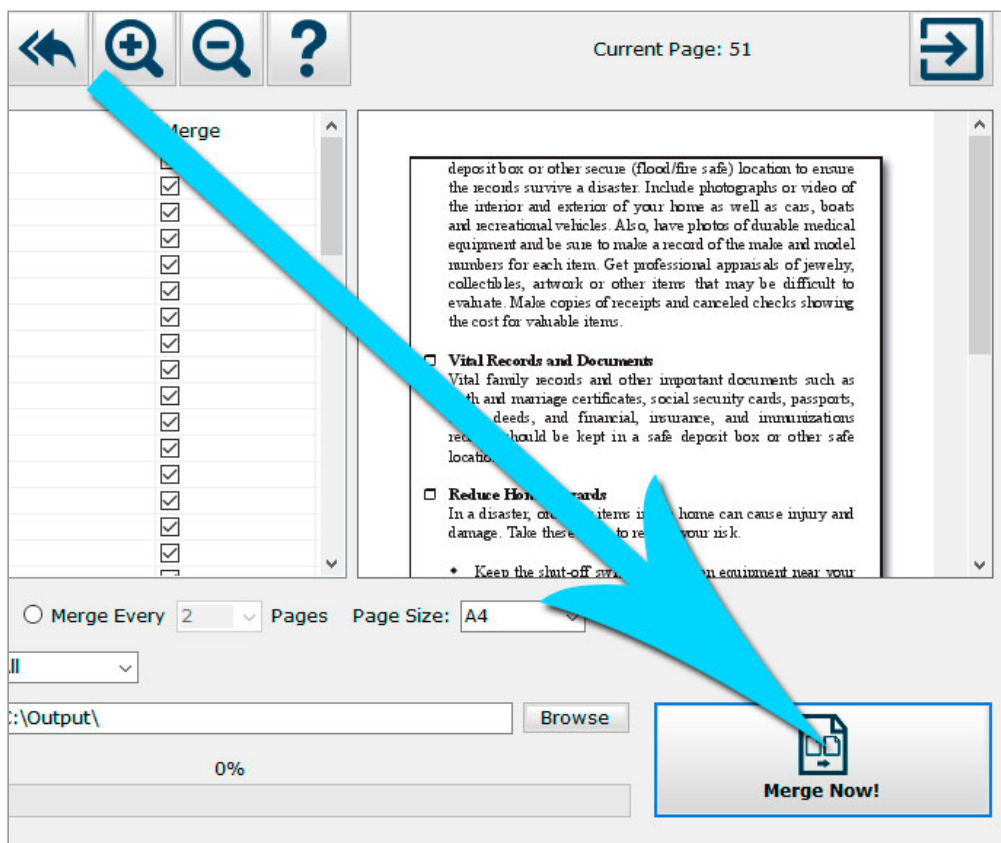 ?
Current Page: 51
Merge
deposit box or other secure (flood/fire safe) location to ensure
the records survive a disaster. Include photographs or video of
the interior and exterior of your home as well as cars, boats
and recreational vehicles. Also, have photos of durable medical
equipment and be sure to make a record of the make and model
numbers for each item. Get professional appraisals of jewelry,
collectibles, artwork or other items that may be difficult to
evaluate. Make copies of receipts and canceled checks showing
the cost for valuable items.
Vital Records and Documents
Vital family records and other important documents such as
and marriage certificates, social security cards, passports,
deeds, and financial, insurance, and immunizations
should be kept in a safe deposit box or other safe
Reduce
In a disaster, items home can cause injury and
damage. Take these to your risk.
Keep the shut-off equipment near your
Merge Every 2 Pages Page Size: A4
:\Output\ Browse
0%
Merge Now!